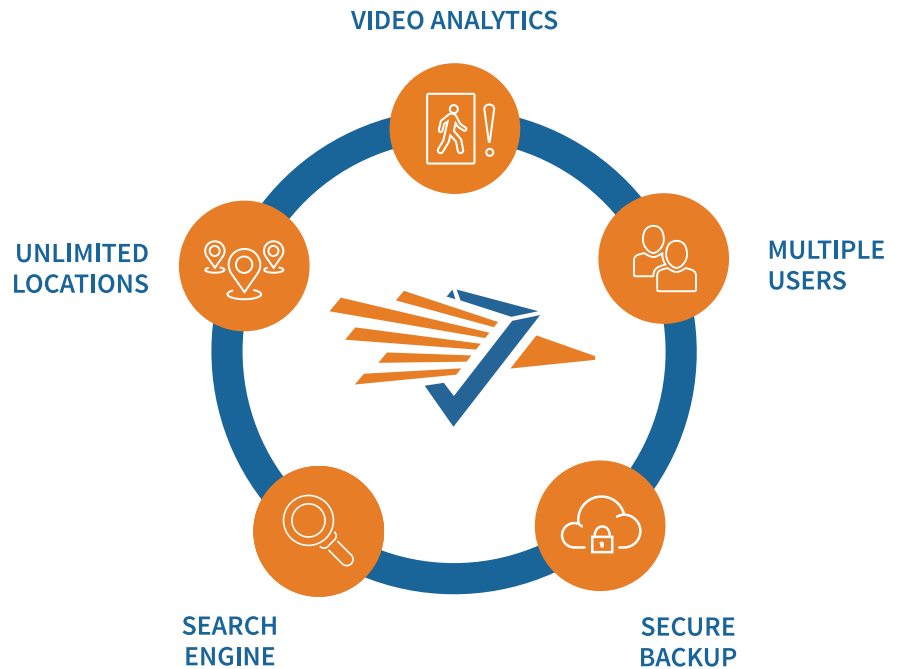 VIDEO ANALYTICS
UNLIMITED
LOCATIONS
MULTIPLE
USERS
SEARCH
ENGINE
SECURE
BACKUP